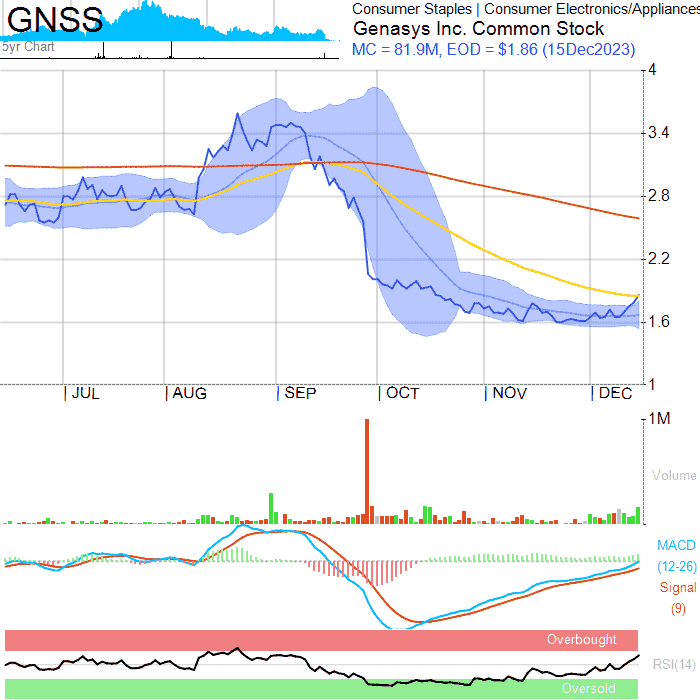 GNSS
5yr Chart
Consumer Staples | Consumer Electronics/Appliances
Genasys Inc. Common Stock
MC = 81.9M, EOD = $1.86 (15Dec2023)
4
3.4
2.8
2.2
1.6
1
JUL
AUG
SEP
OCT
NOV
DEC
1M
Volume
MACD
(12-26)
Signal
(9)
Overbought
RSI(14)
Oversold